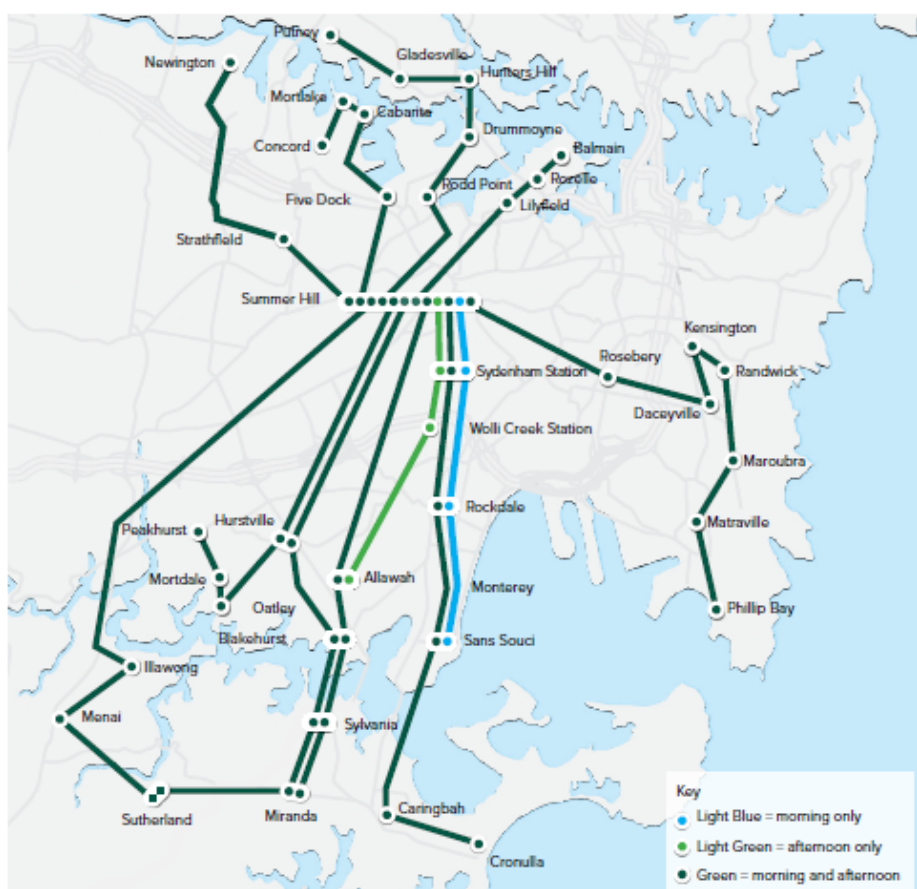 Putney
Gladesville
Newington
Hunters Hill
Mortlake
Cabarita
Drummoyne
Concord
Balmain
Rozelle
Rodd Point
Five Dock
Lilyfield
Strathfield
Summer Hill
Kensington
Rosebery
Randwick
Sydenham Station
Daceyville
Wolli Creek Station
Maroubra
Rockdale
Peakhurst
Hurstville
Matraville
Mortdale
Allawah
Monterey
Oatley
Phillip Bay
Blakehurst
Sans Souci
Illawong
Menai
Sylvania
Key
Caringbah
Light Blue = morning only
Sutherland
Miranda
Light Green = afternoon only
Cronulla
Green = morning and afternoon